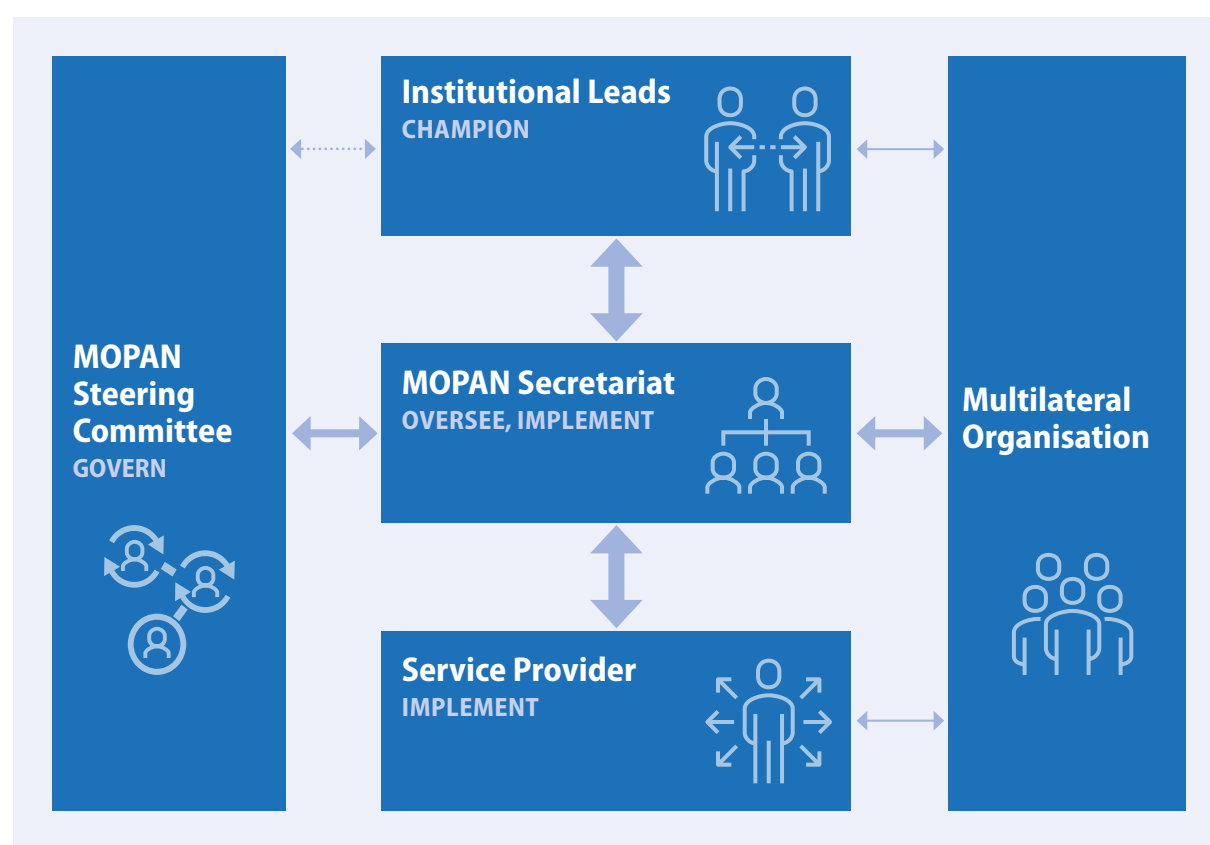 MOPAN
Steering
Committee
GOVERN
Institutional Leads
CHAMPION
MOPAN Secretariat
OVERSEE, IMPLEMENT
Service Provider
IMPLEMENT
Multilateral
Organisation